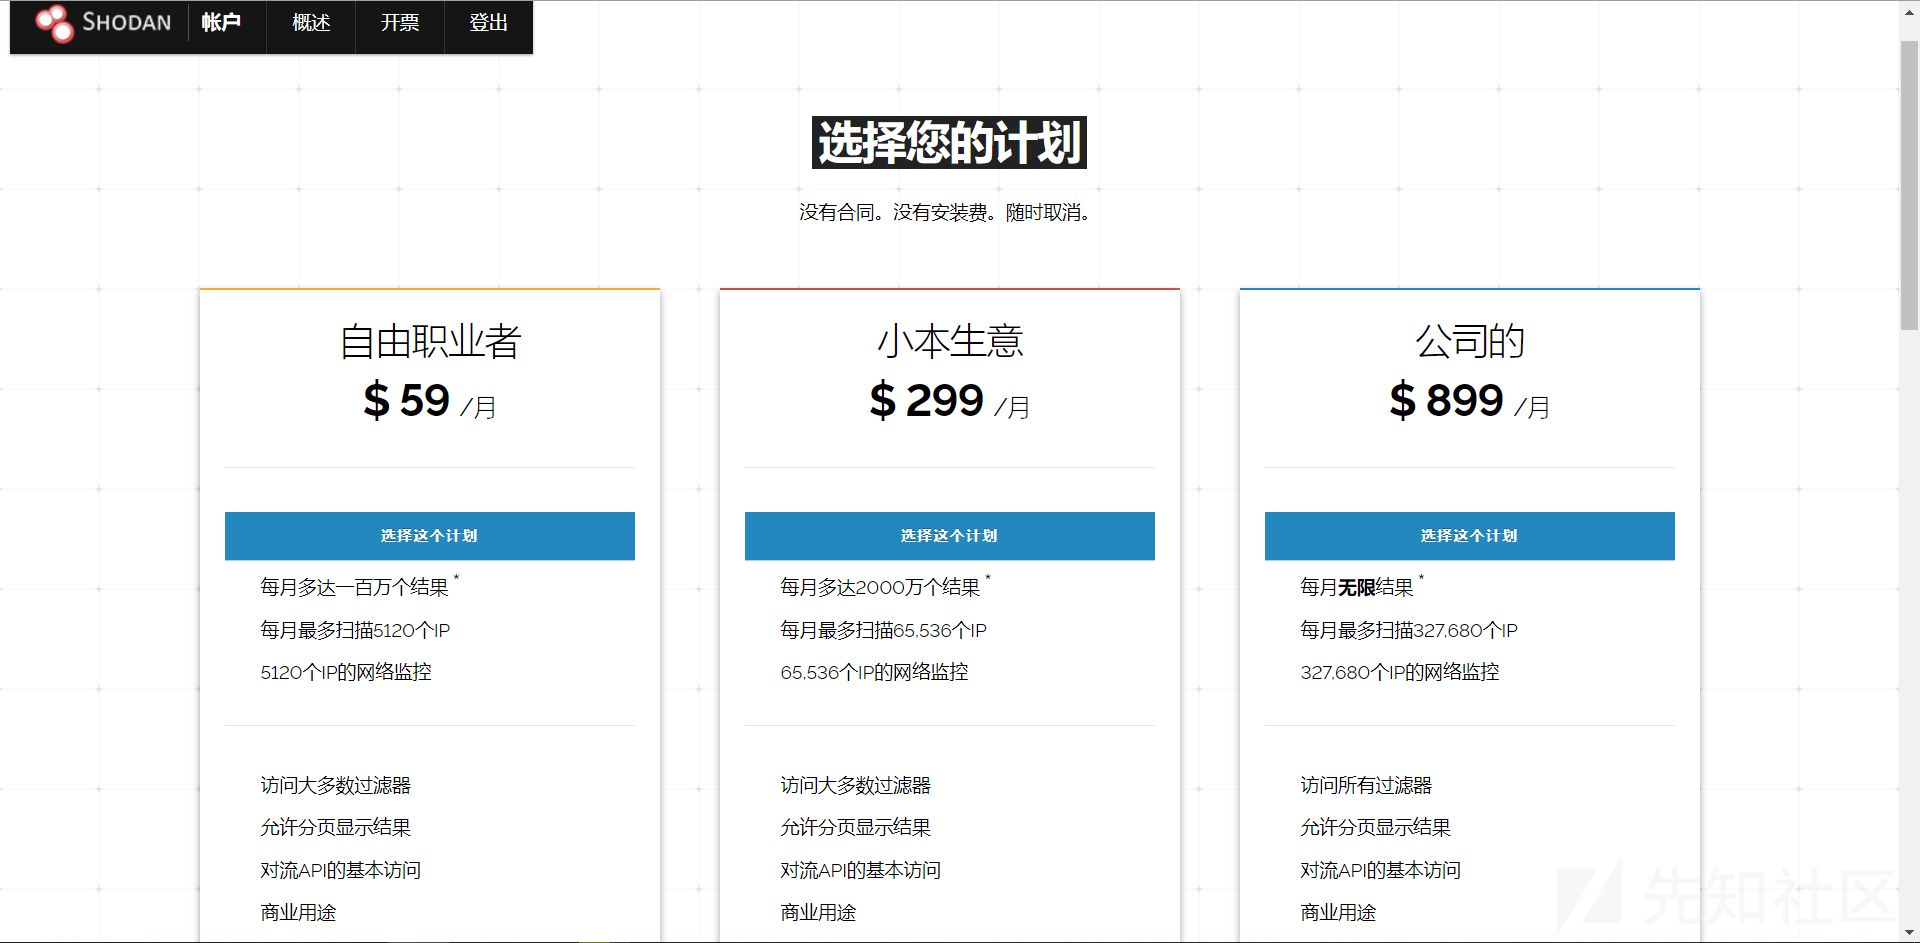 SHODAN 帐户 概述 开票 登出
选择您的计划
没有合同。没有安装费。随时取消。
自由职业者
$ 59 /月
选择这个计划
每月多达一百万个结果 *
每月最多扫描5120个IP
5120个IP的网络监控
访问大多数过滤器
允许分页显示结果
对流API的基本访问
商业用途
小本生意
$ 299 /月
选择这个计划
每月多达2000万个结果 *
每月最多扫描65,536个IP
65,536个IP的网络监控
访问大多数过滤器
允许分页显示结果
对流API的基本访问
商业用途
公司的
$ 899 /月
选择这个计划
每月无限结果 *
每月最多扫描327,680个IP
327,680个IP的网络监控
访问所有过滤器
允许分页显示结果
对流API的基本访问
商业用途
先知社区